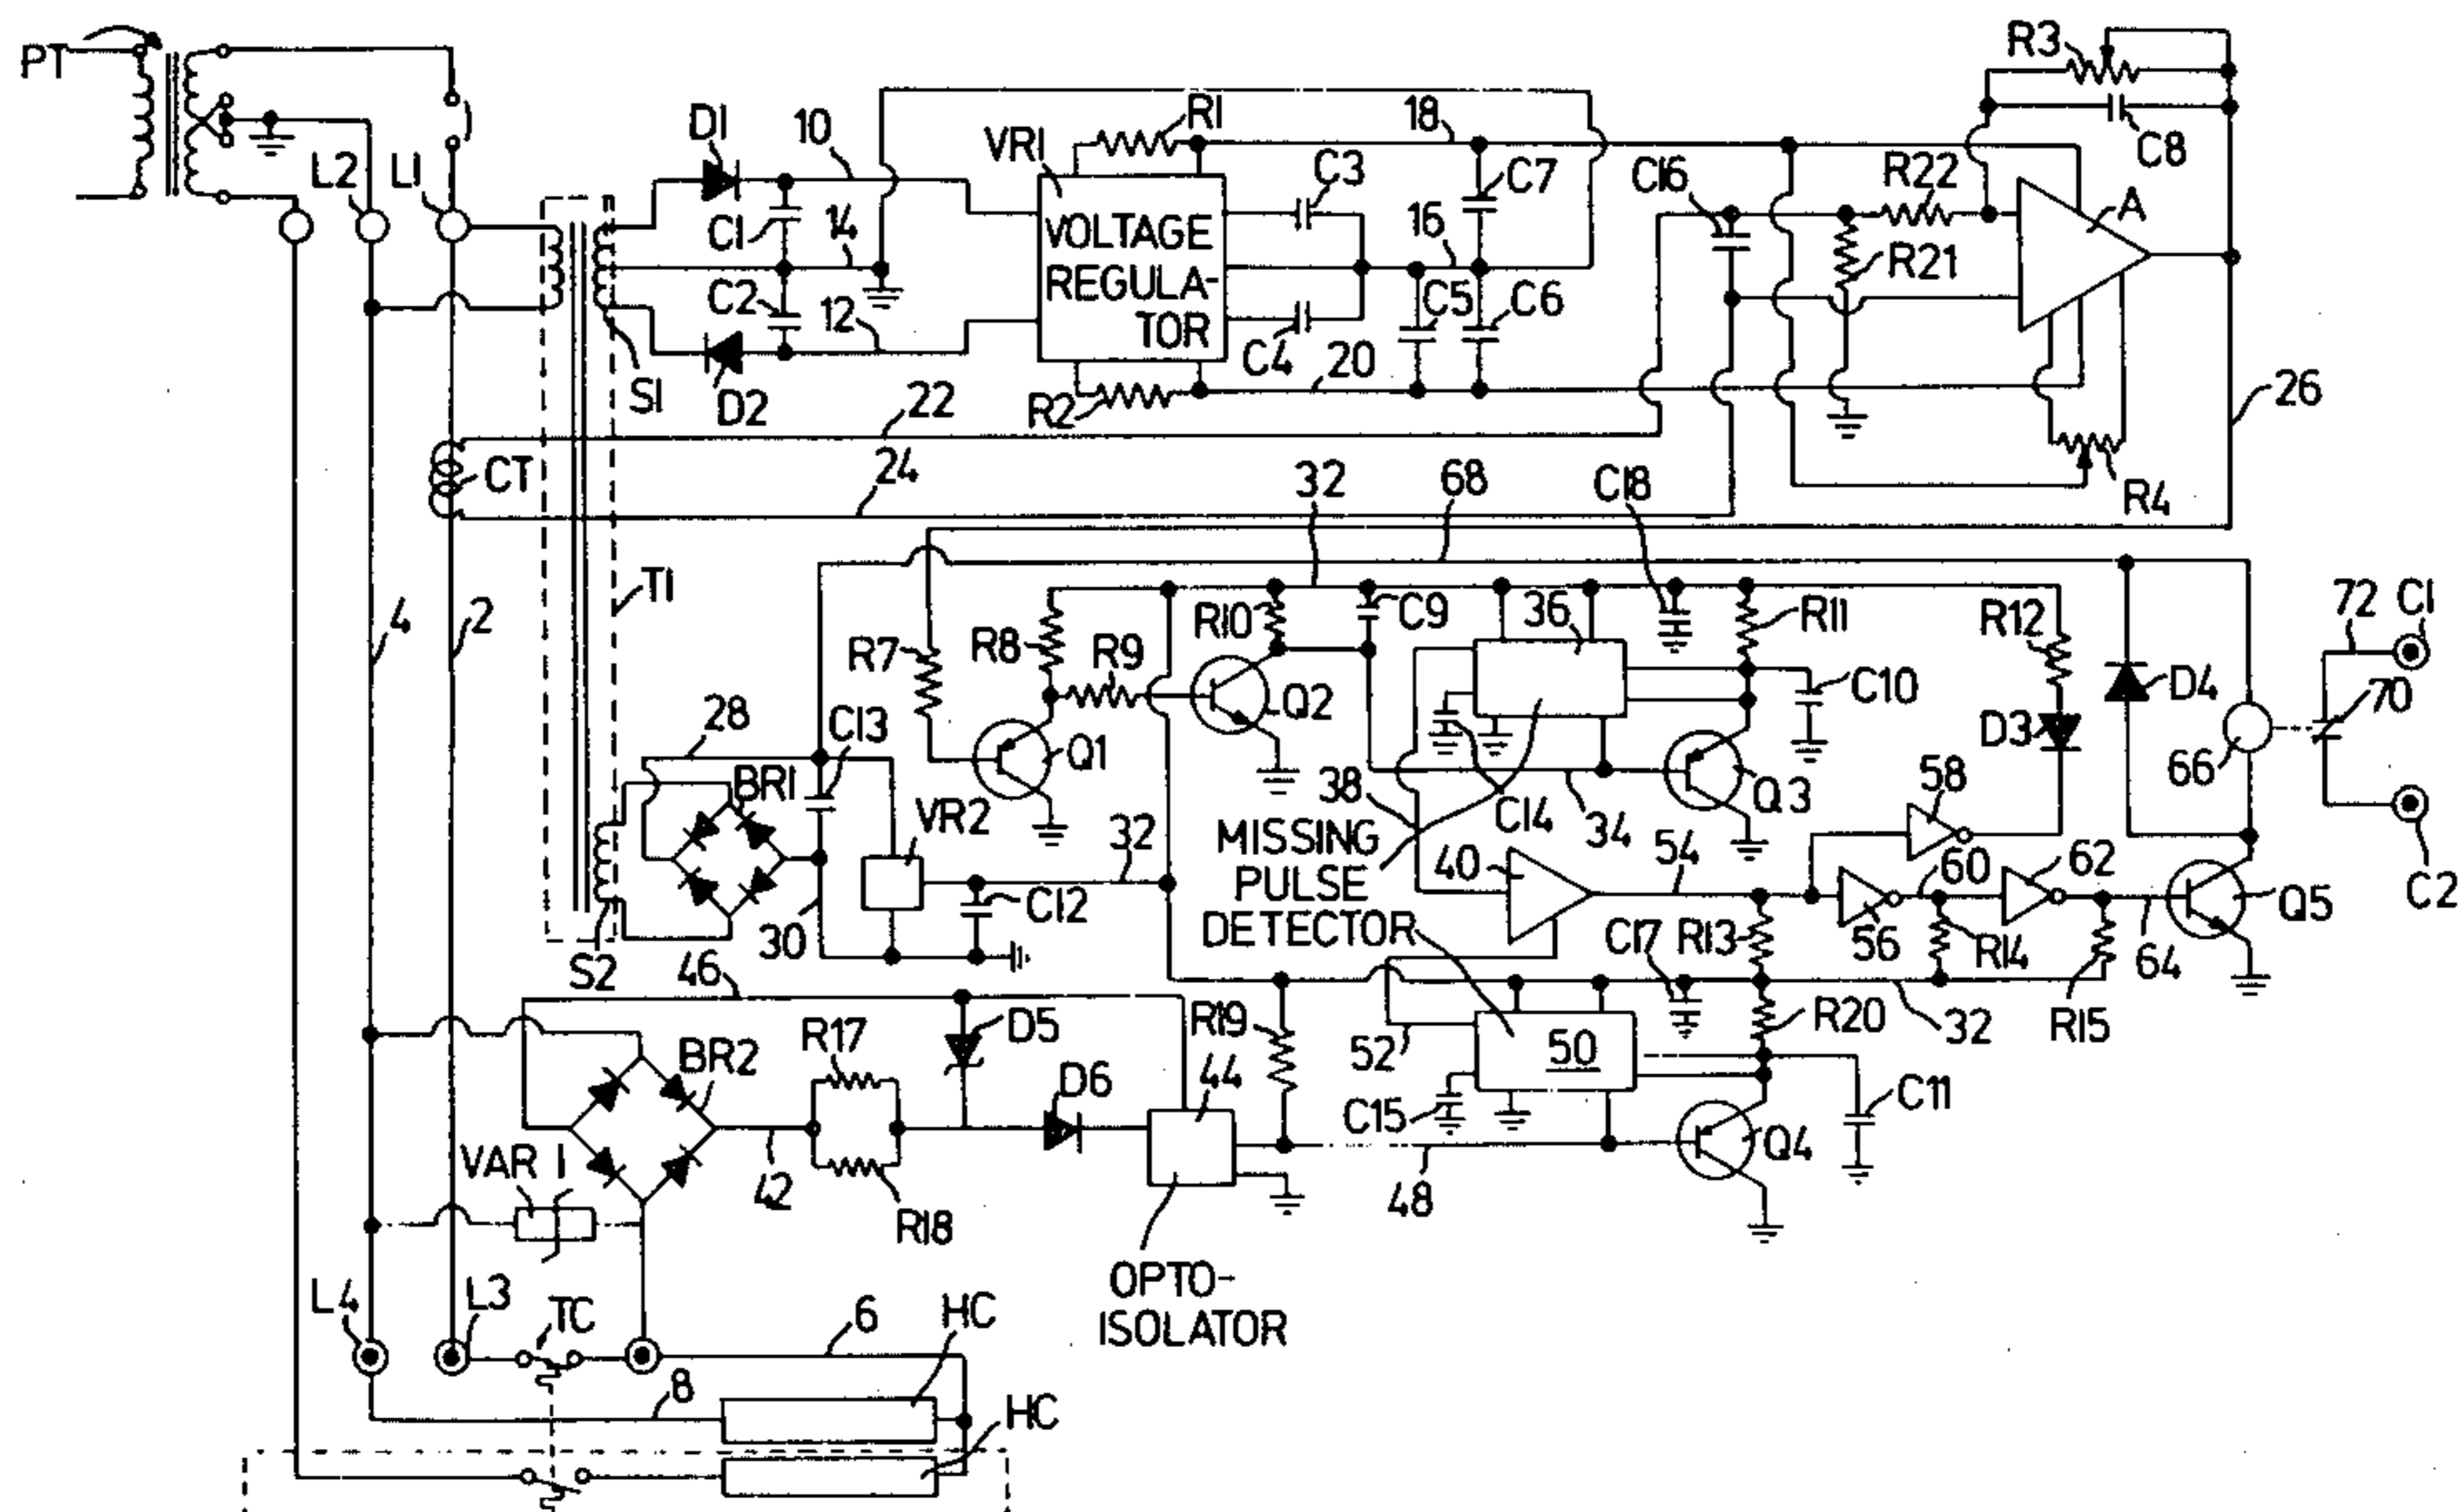 PT
R3
C8
D1
10
VR1
R1
18
C3
C7
C16
R22
A
L2
L1
C1
14
VOLTAGE
REGULA-
TOR
16
R21
C2
12
C4
C5
C6
20
S1
D2
R2
22
26
CT
24
R4
32
68
C18
T1
4
2
R7
R8
R9
R10
C9
36
R11
R12
72
C1
28
C13
Q1
Q2
C10
D3
D4
70
66
BR1
VR2
32
38
C14
34
Q3
58
MISSING
PULSE
DETECTOR
40
54
60
62
C12
30
C17
R13
56
R14
64
Q5
C2
S2
46
R19
R20
32
R15
R17
D5
BR2
52
50
44
D6
C15
C11
VAR 1
42
R18
48
Q4
OPTO-
ISOLATOR
L4
L3
TC
6
HC
8
HC